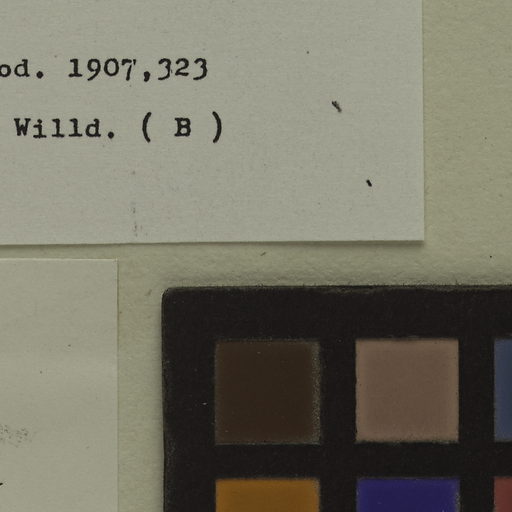 od. 1907,323
Willd. ( B )